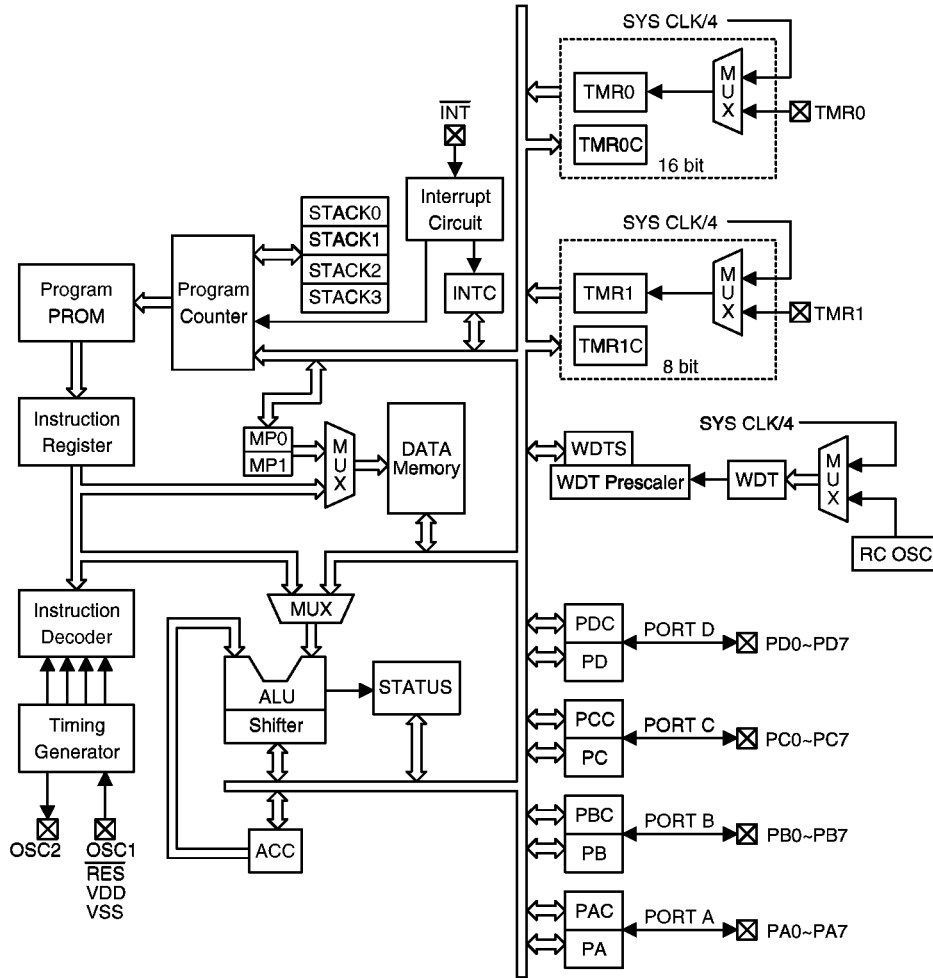 SYS CLK/4
MUX
TMR0
TMR0
TMR0C
16 bit
INT
Interrupt
Circuit
INTC
STACK0
STACK1
STACK2
STACK3
Program
PROM
Program
Counter
SYS CLK/4
MUX
TMR1
TMR1
TMR1C
8 bit
Instruction
Register
MP0
MP1
MUX
DATA
Memory
SYS CLK/4
WDTS
WDT Prescaler
WDT
MUX
RC OSC
Instruction
Decoder
MUX
ALU
Shifter
STATUS
Timing
Generator
OSC2
OSC1
RES
VDD
VSS
ACC
PDC
PD
PORT D
PD0~PD7
PCC
PC
PORT C
PC0~PC7
PBC
PB
PORT B
PB0~PB7
PAC
PA
PORT A
PA0~PA7